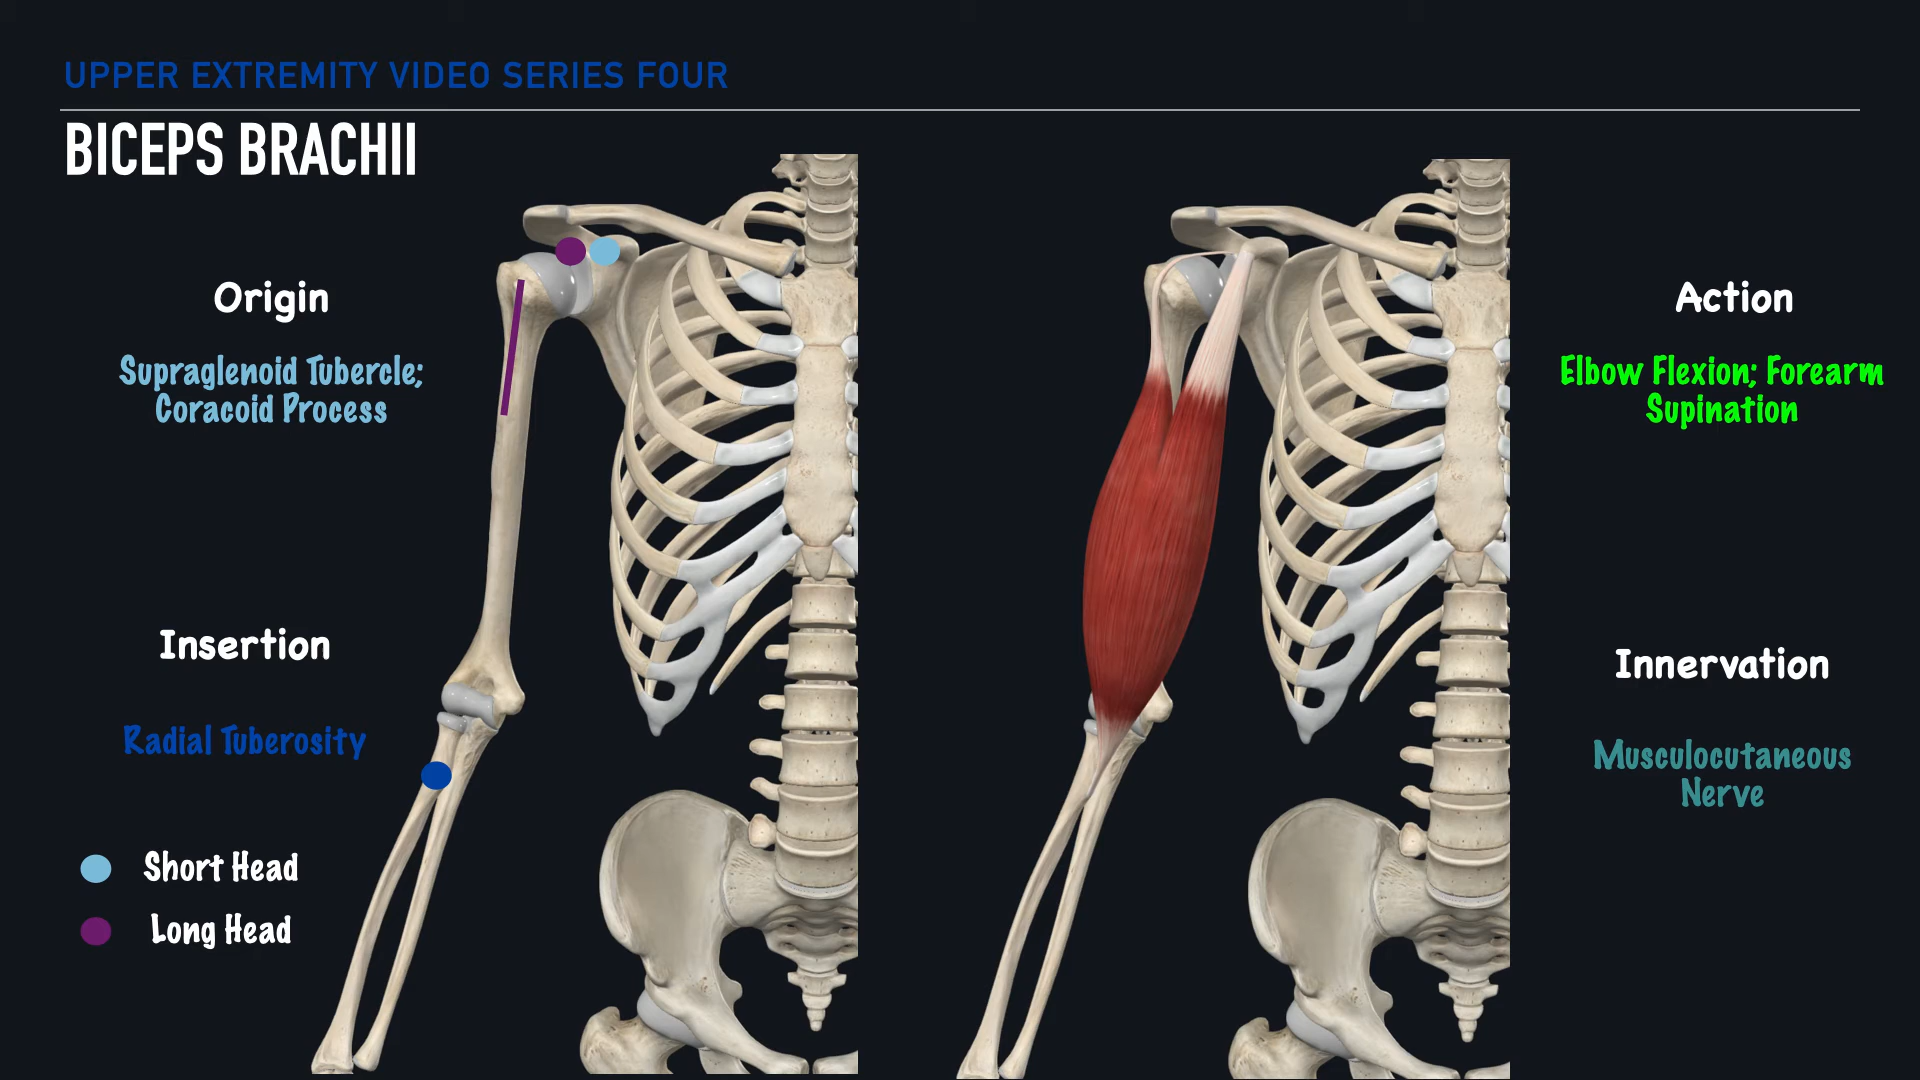 UPPER EXTREMITY VIDEO SERIES FOUR
BICEPS BRACHII
Origin
Supraglenoid Tubercle;
Coracoid Process
Insertion
Radial Tuberosity
Short Head
Long Head
Action
Elbow Flexion; Forearm
Supination
Innervation
Musculocutaneous
Nerve